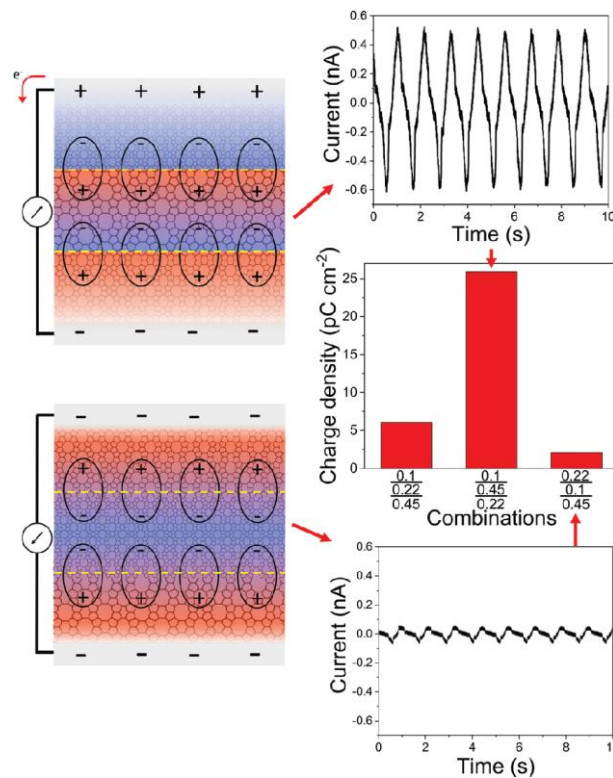 e⁻
+ + + +
- - - -
+ + + +
- - - -
+ + + +
- - - -
Current (nA)
0.6
0.4
0.2
0.0
-0.2
-0.4
-0.6
0 2 4 6 8 10
Time (s)
Charge density (pC cm⁻²)
25
20
15
10
5
0
0.1 0.1 0.22
0.22 0.45 0.1
0.45 0.22 0.45
Combinations
- - - -
+ + + +
- - - -
- - - -
+ + + +
- - - -
Current (nA)
0.6
0.4
0.2
0.0
-0.2
-0.4
-0.6
0 2 4 6 8 1
Time (s)